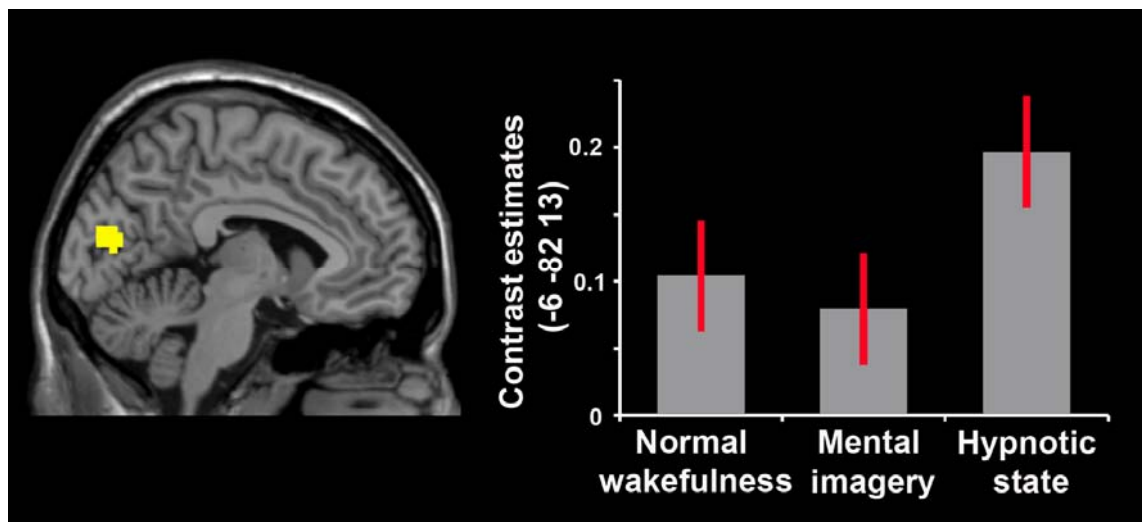 Contrast estimates
(-6 -82 13)
0.2
0.1
0
Normal
wakefulness
Mental
imagery
Hypnotic
state